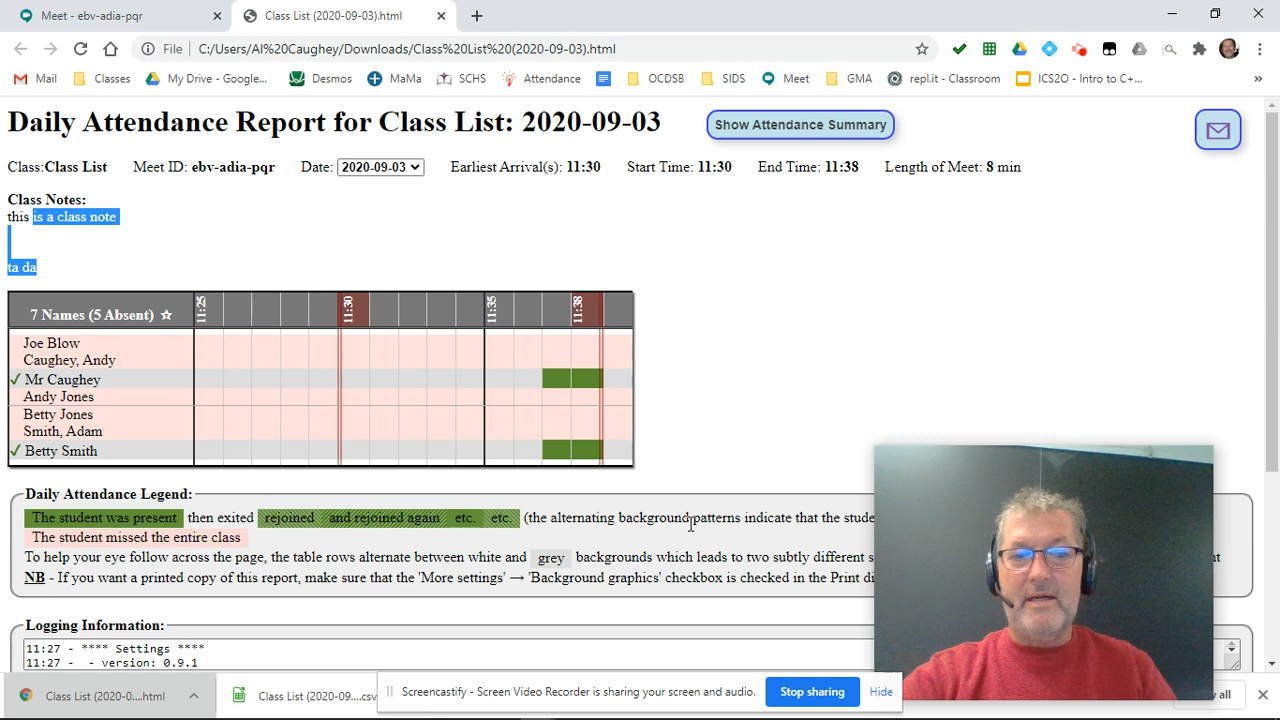 Meet - ebv-adia-pqr
Class List (2020-09-03).html
File C:/Users/Al%20Caughey/Downloads/Class%20List%20(2020-09-03).html
Mail Classes My Drive - Google... Desmos MaMa SCHS Attendance OCDSB SIDS Meet GMA repl.it - Classroom ICS2O - Intro to C+... »
Daily Attendance Report for Class List: 2020-09-03
Show Attendance Summary
Class:Class List Meet ID: ebv-adia-pqr Date: 2020-09-03 Earliest Arrival(s): 11:30 Start Time: 11:30 End Time: 11:38 Length of Meet: 8 min
Class Notes:
this is a class note
ta da
7 Names (5 Absent) ☆ 11:25 11:30 11:35 11:38
Joe Blow
Caughey, Andy
✓ Mr Caughey
Andy Jones
Betty Jones
Smith, Adam
✓ Betty Smith
Daily Attendance Legend:
The student was present then exited rejoined and rejoined again etc. etc. (the alternating background patterns indicate that the stude
The student missed the entire class
To help your eye follow across the page, the table rows alternate between white and grey backgrounds which leads to two subtly different s
NB - If you want a printed copy of this report, make sure that the 'More settings' → 'Background graphics' checkbox is checked in the Print di
Logging Information:
11:27 - **** Settings ****
11:27 - - version: 0.9.1
Class List (2020-0....html
Class List (2020-09....csv
Screencastify - Screen Video Recorder is sharing your screen and audio.
Stop sharing
Hide
all